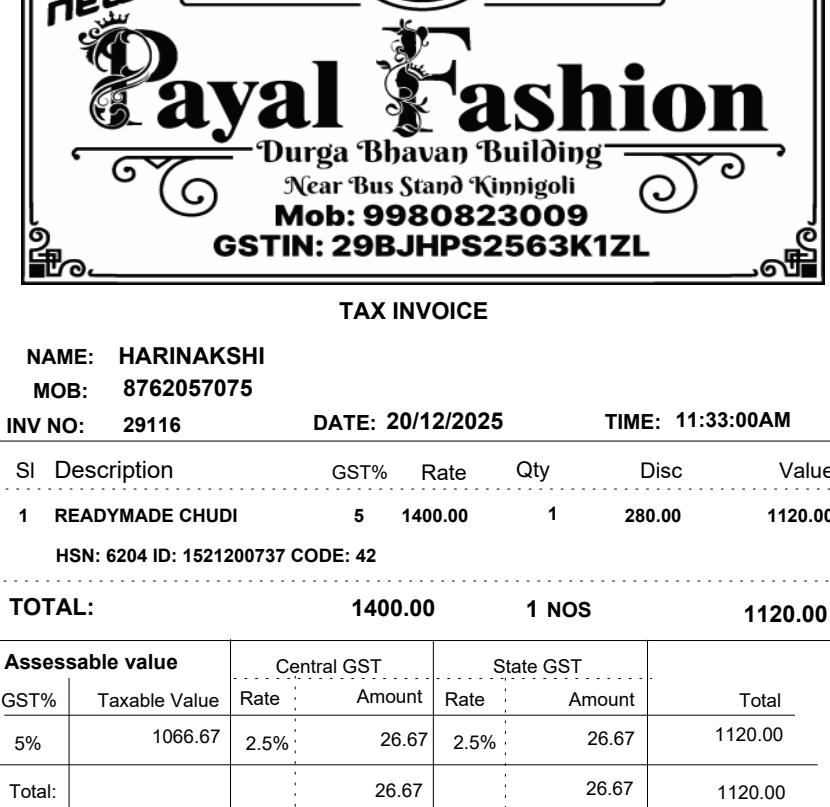 new
Payal Fashion
Durga Bhavan Building
Near Bus Stand Kinnigoli
Mob: 9980823009
GSTIN: 29BJHPS2563K1ZL
TAX INVOICE
NAME: HARINAKSHI
MOB: 8762057075
INV NO: 29116 DATE: 20/12/2025 TIME: 11:33:00AM
Sl Description GST% Rate Qty Disc Value
1 READYMADE CHUDI 5 1400.00 1 280.00 1120.00
HSN: 6204 ID: 1521200737 CODE: 42
TOTAL: 1400.00 1 NOS 1120.00
Assessable value Central GST State GST
GST% Taxable Value Rate Amount Rate Amount Total
5% 1066.67 2.5% 26.67 2.5% 26.67 1120.00
Total: 26.67 26.67 1120.00